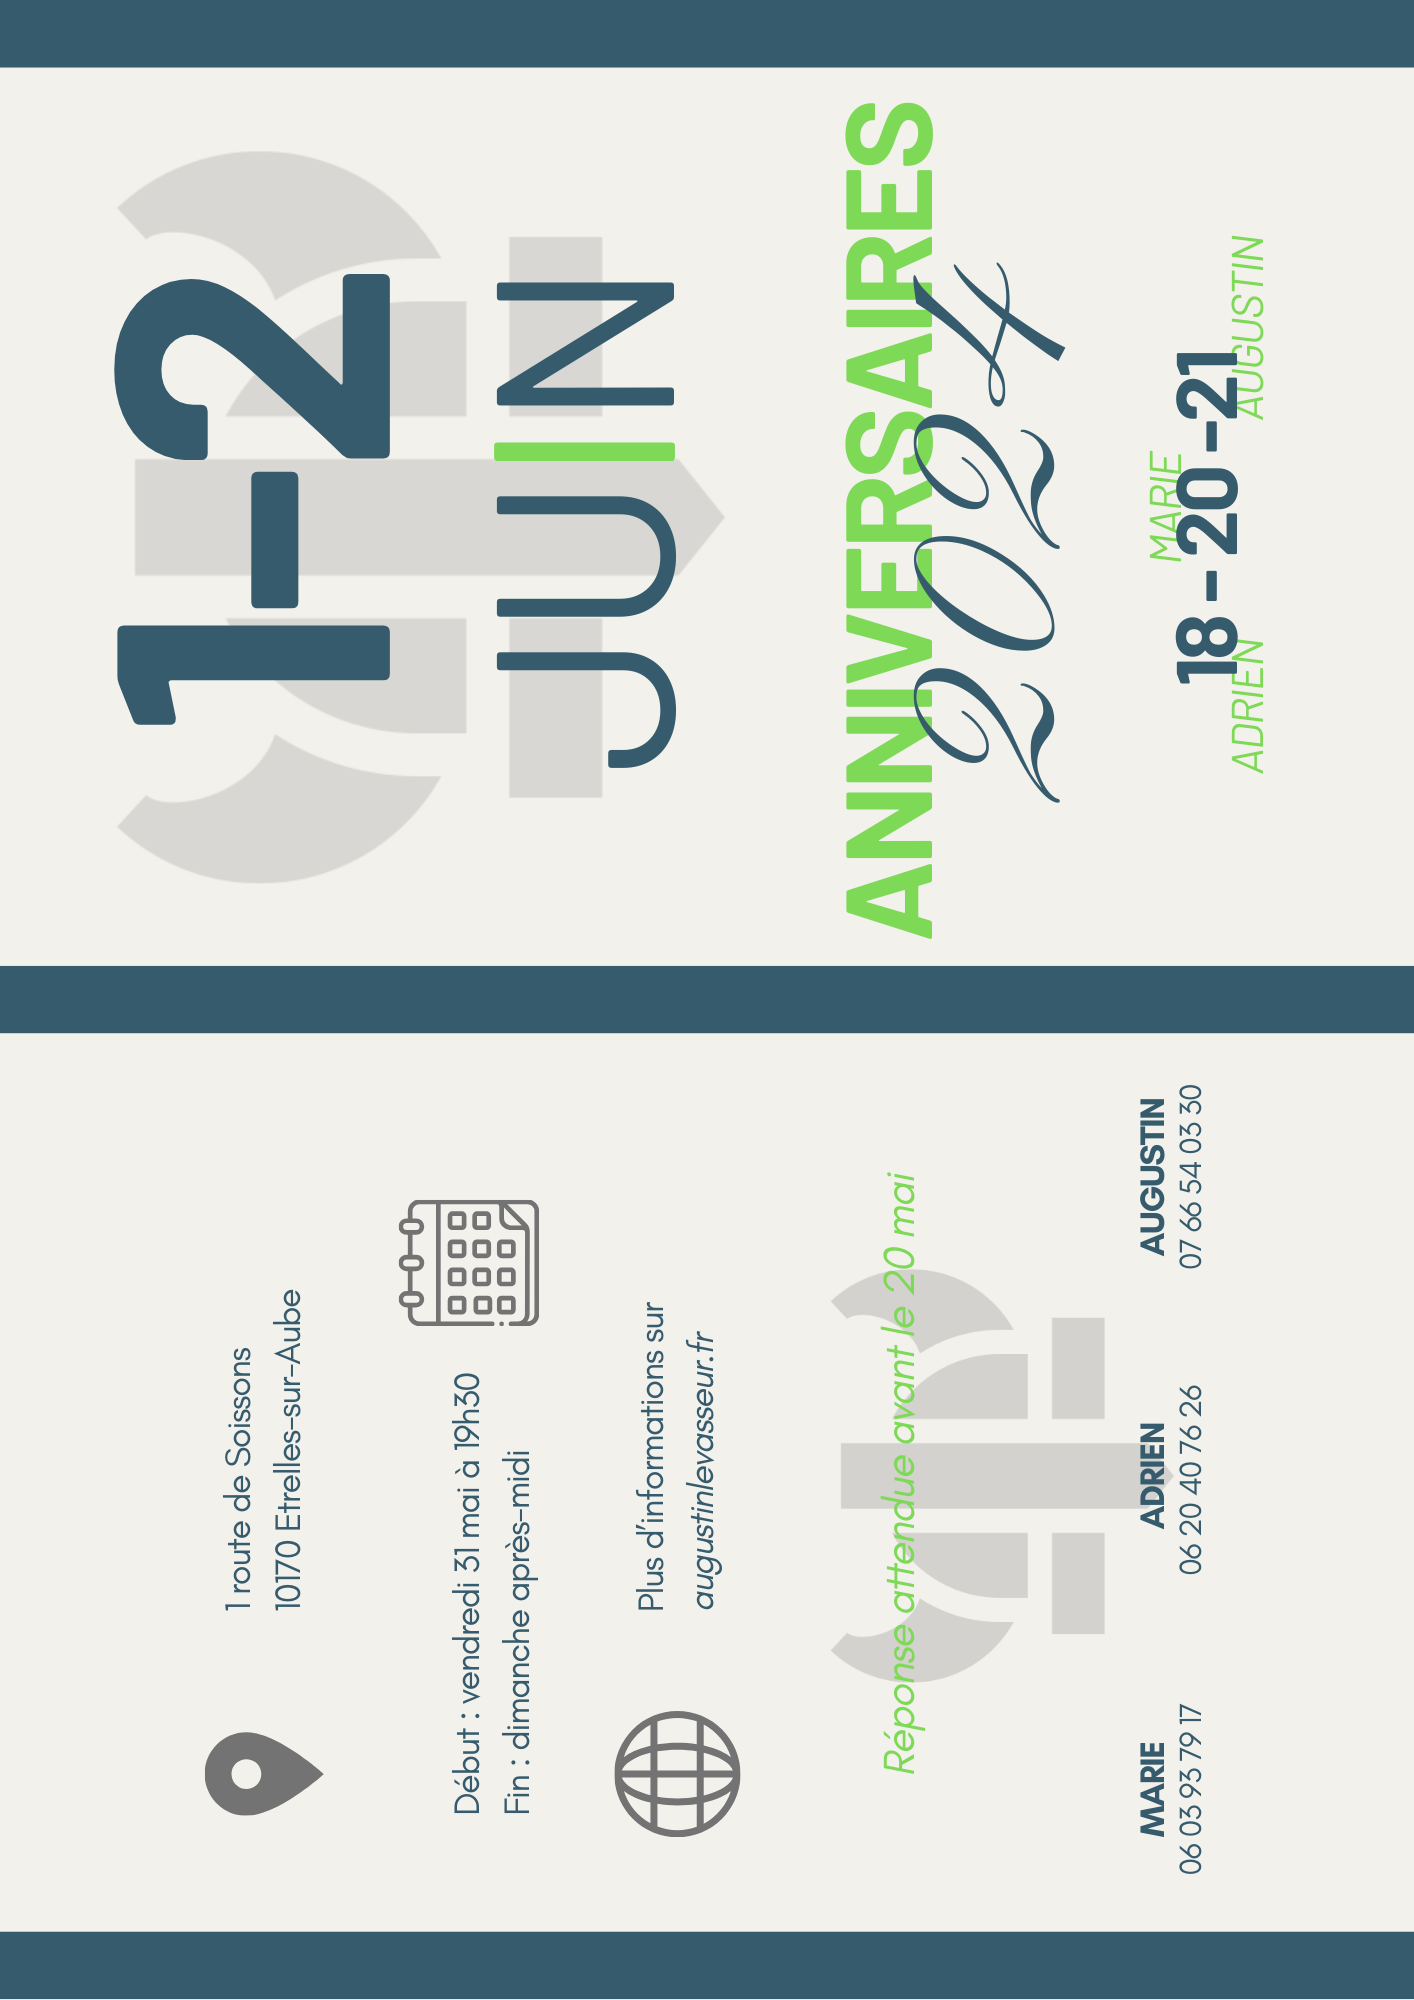 1-2
JUIN
ANNIVERSAIRES
2024
MARIE
18 - 20 - 21
ADRIEN AUGUSTIN
1 route de Soissons
10170 Etrelles-sur-Aube
Début : vendredi 31 mai à 19h30
Fin : dimanche après-midi
Plus d'informations sur
augustinlevasseur.fr
Réponse attendue avant le 20 mai
MARIE
06 03 93 79 17
ADRIEN
06 20 40 76 26
AUGUSTIN
07 66 54 03 30